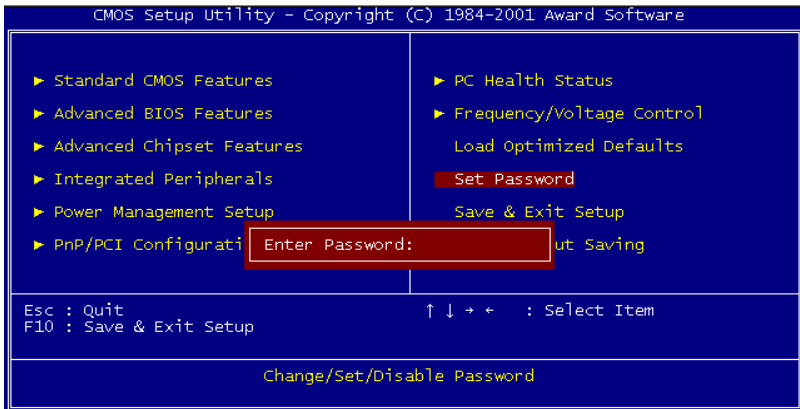 CMOS Setup Utility - Copyright (C) 1984-2001 Award Software
► Standard CMOS Features
► Advanced BIOS Features
► Advanced Chipset Features
► Integrated Peripherals
► Power Management Setup
► PnP/PCI Configurati
► PC Health Status
► Frequency/Voltage Control
Load Optimized Defaults
Set Password
Save & Exit Setup
ut Saving
Enter Password:
Esc : Quit
F10 : Save & Exit Setup
↑ ↓ → ← : Select Item
Change/Set/Disable Password